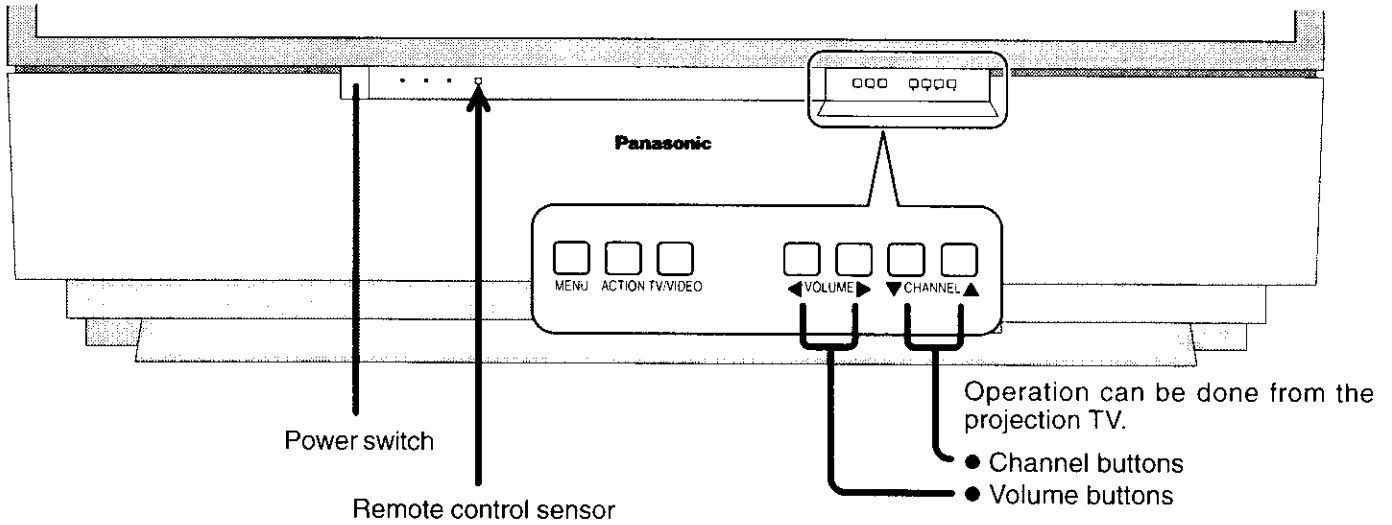 Panasonic
MENU ACTION TV/VIDEO ◀ VOLUME ▶ ▼ CHANNEL ▲
Operation can be done from the
projection TV.
Power switch
● Channel buttons
● Volume buttons
Remote control sensor